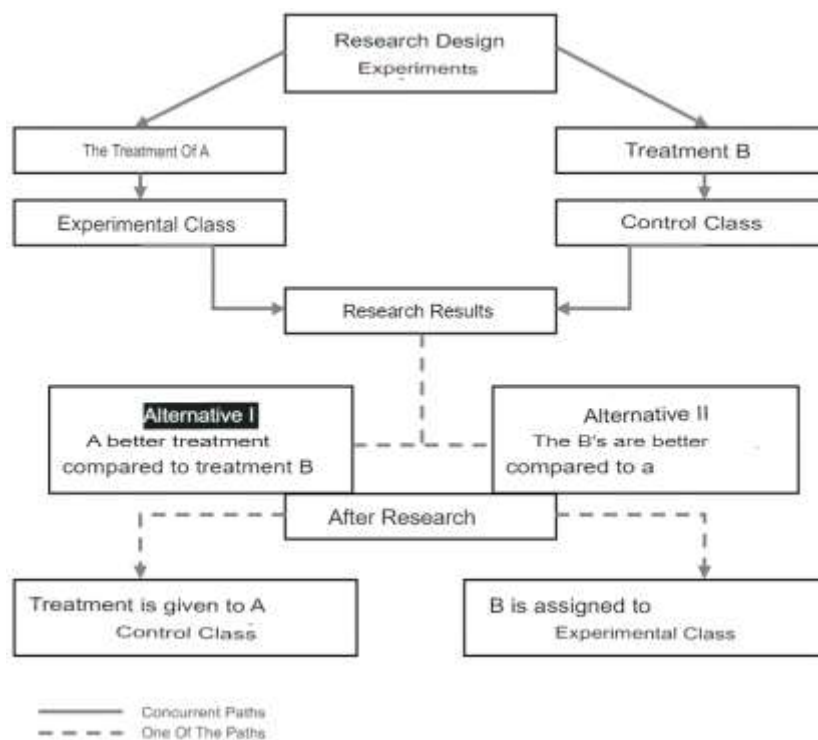 Research Design
Experiments
The Treatment Of A
Treatment B
Experimental Class
Control Class
Research Results
Alternative I
A better treatment
compared to treatment B
Alternative II
The B's are better
compared to a
After Research
Treatment is given to A
Control Class
B is assigned to
Experimental Class
Concurrent Paths
One Of The Paths